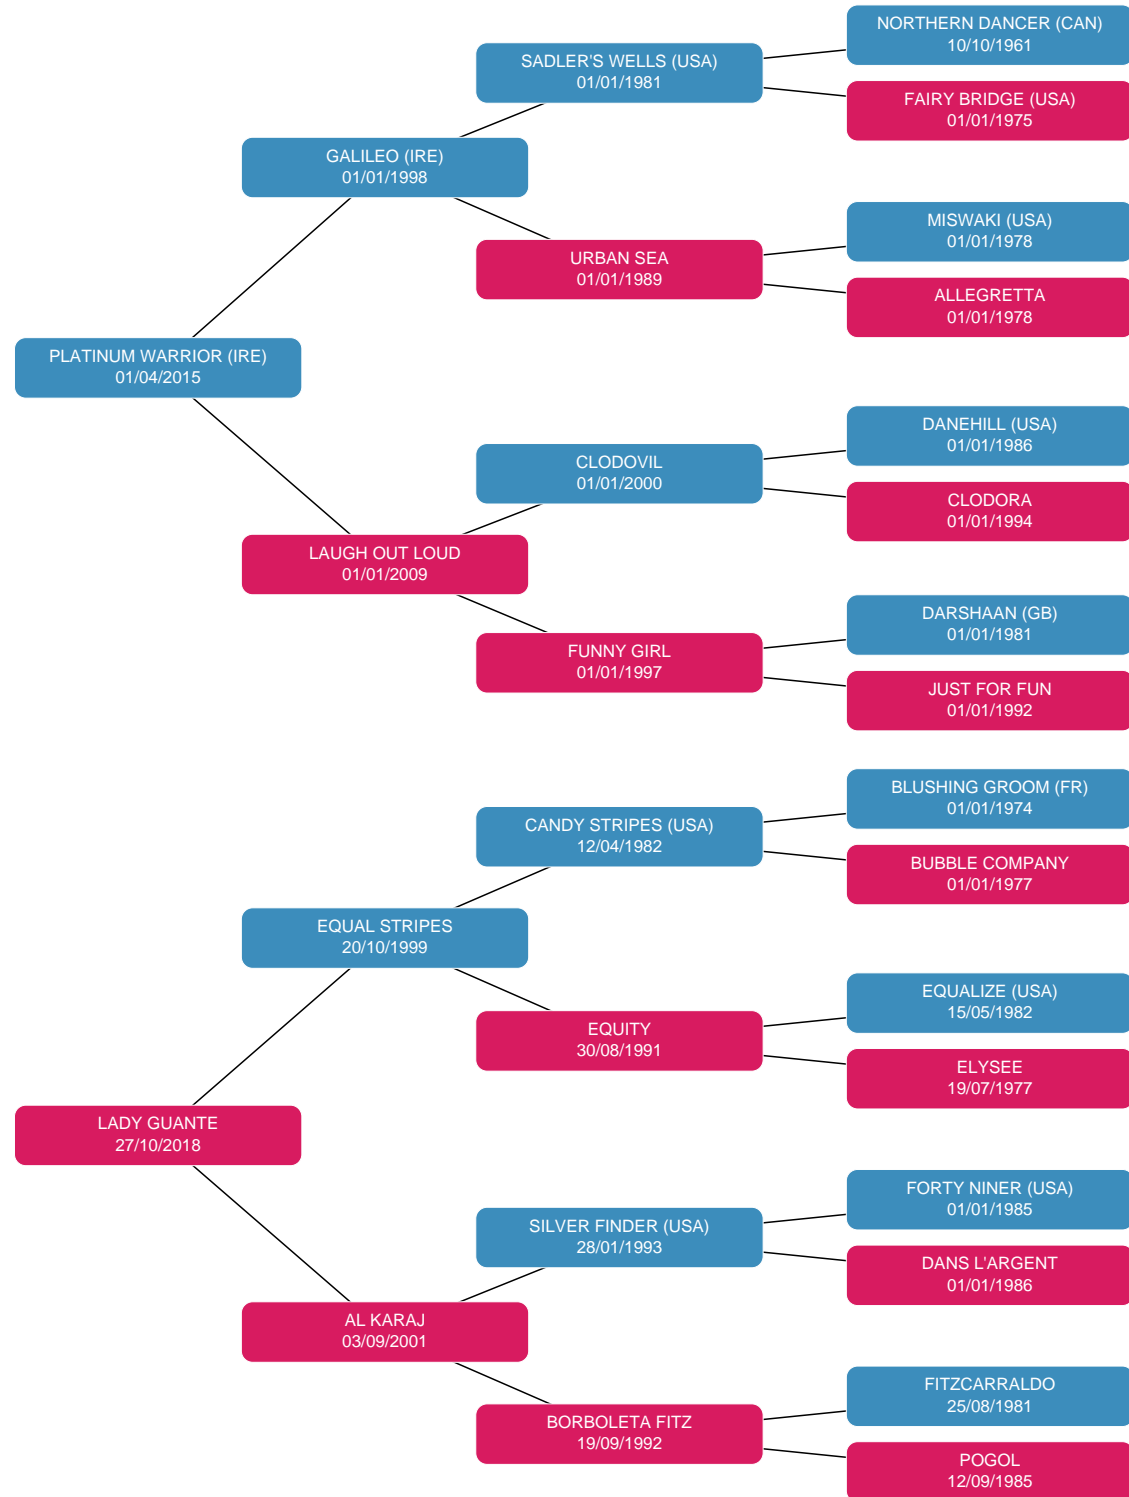 NORTHERN DANCER (CAN)
10/10/1961
SADLER'S WELLS (USA)
01/01/1981
FAIRY BRIDGE (USA)
01/01/1975
GALILEO (IRE)
01/01/1998
MISWAKI (USA)
01/01/1978
URBAN SEA
01/01/1989
ALLEGRETTA
01/01/1978
PLATINUM WARRIOR (IRE)
01/04/2015
DANEHILL (USA)
01/01/1986
CLODOVIL
01/01/2000
CLODORA
01/01/1994
LAUGH OUT LOUD
01/01/2009
DARSHAAN (GB)
01/01/1981
FUNNY GIRL
01/01/1997
JUST FOR FUN
01/01/1992
BLUSHING GROOM (FR)
01/01/1974
CANDY STRIPES (USA)
12/04/1982
BUBBLE COMPANY
01/01/1977
EQUAL STRIPES
20/10/1999
EQUALIZE (USA)
15/05/1982
EQUITY
30/08/1991
ELYSEE
19/07/1977
LADY GUANTE
27/10/2018
FORTY NINER (USA)
01/01/1985
SILVER FINDER (USA)
28/01/1993
DANS L'ARGENT
01/01/1986
AL KARAJ
03/09/2001
FITZCARRALDO
25/08/1981
BORBOLETA FITZ
19/09/1992
POGOL
12/09/1985